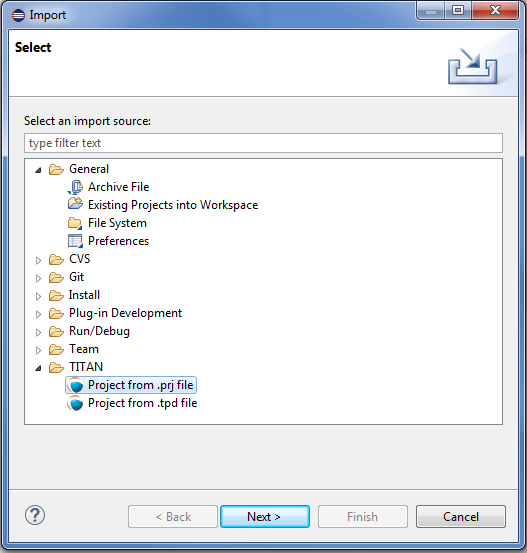 Import
Select
Select an import source:
type filter text
General
Archive File
Existing Projects into Workspace
File System
Preferences
CVS
Git
Install
Plug-in Development
Run/Debug
Team
TITAN
Project from .prj file
Project from .tpd file
?
< Back
Next >
Finish
Cancel